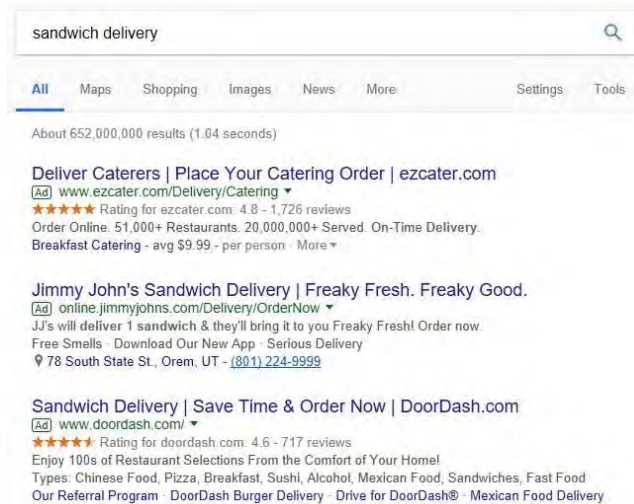 sandwich delivery
All Maps Shopping Images News More Settings Tools
About 652,000,000 results (1.04 seconds)
Deliver Caterers | Place Your Catering Order | ezcater.com
Ad www.ezcater.com/Delivery/Catering
Rating for ezcater.com: 4.8 - 1,726 reviews
Order Online. 51,000+ Restaurants. 20,000,000+ Served. On-Time Delivery.
Breakfast Catering - avg $9.99 - per person · More
Jimmy John's Sandwich Delivery | Freaky Fresh. Freaky Good.
Ad online.jimmyjohns.com/Delivery/OrderNow
JJ's will deliver 1 sandwich & they'll bring it to you Freaky Fresh! Order now.
Free Smells · Download Our New App · Serious Delivery
78 South State St., Orem, UT - (801) 224-9999
Sandwich Delivery | Save Time & Order Now | DoorDash.com
Ad www.doordash.com/
Rating for doordash.com: 4.6 - 717 reviews
Enjoy 100s of Restaurant Selections From the Comfort of Your Home!
Types: Chinese Food, Pizza, Breakfast, Sushi, Alcohol, Mexican Food, Sandwiches, Fast Food
Our Referral Program · DoorDash Burger Delivery · Drive for DoorDash® · Mexican Food Delivery